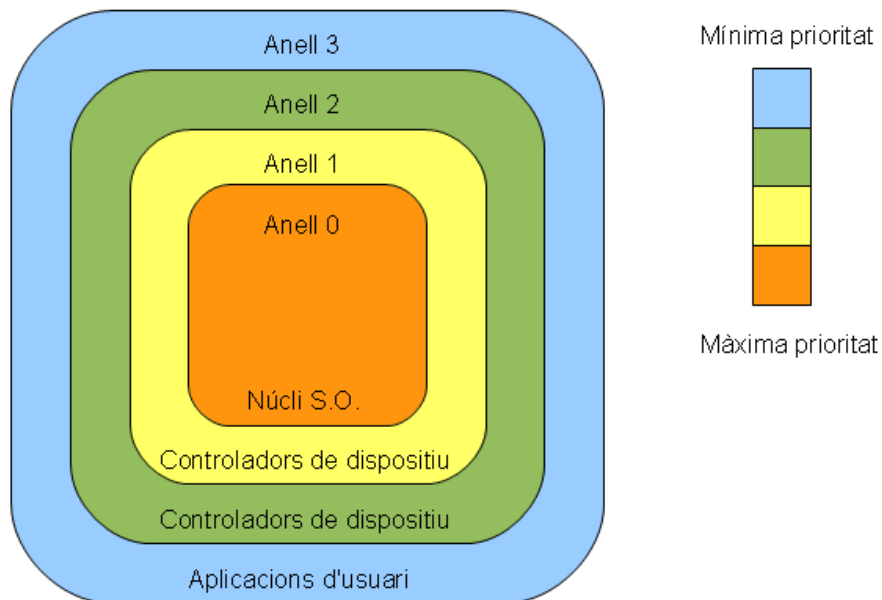 Anell 3
Anell 2
Anell 1
Anell 0
Núcli S.O.
Controladors de dispositiu
Controladors de dispositiu
Aplicacions d'usuari
Mínima prioritat
Màxima prioritat